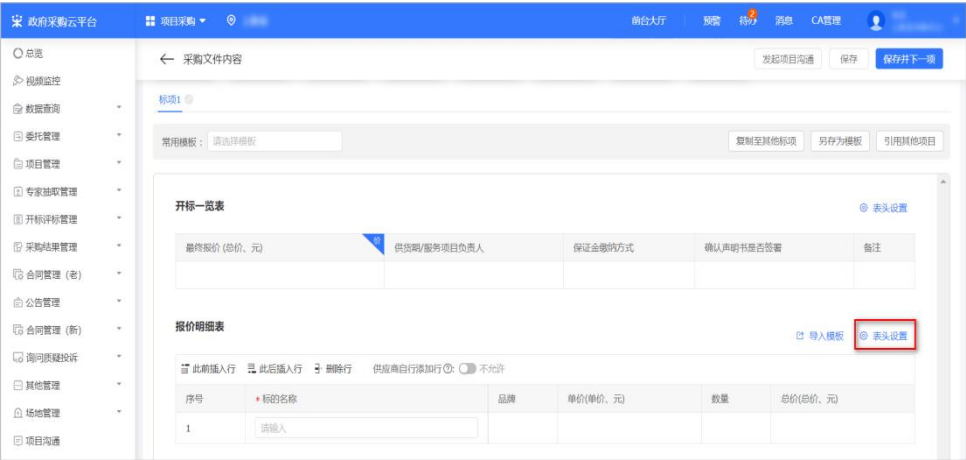 政府采购云平台
项目采购
前台大厅 预警 待办 2 消息 CA管理
总览
视频监控
数据查询
委托管理
项目管理
专家抽取管理
开标评标管理
采购结果管理
合同管理（老）
公告管理
合同管理（新）
询问质疑投诉
其他管理
场地管理
项目沟通
← 采购文件内容
发起项目沟通 保存 保存并下一项
标项1
常用模板： 请选择模板
复制至其他标项 另存为模板 引用其他项目
开标一览表
表头设置
最终报价 (总价、元) 价 供货期/服务项目负责人 保证金缴纳方式 确认声明书是否签署 备注
报价明细表
导入模板 表头设置
此前插入行 此后插入行 删除行 供应商自行添加行?: 不允许
序号 * 标的名称 品牌 单价(单价、元) 数量 总价(总价、元)
1 请输入